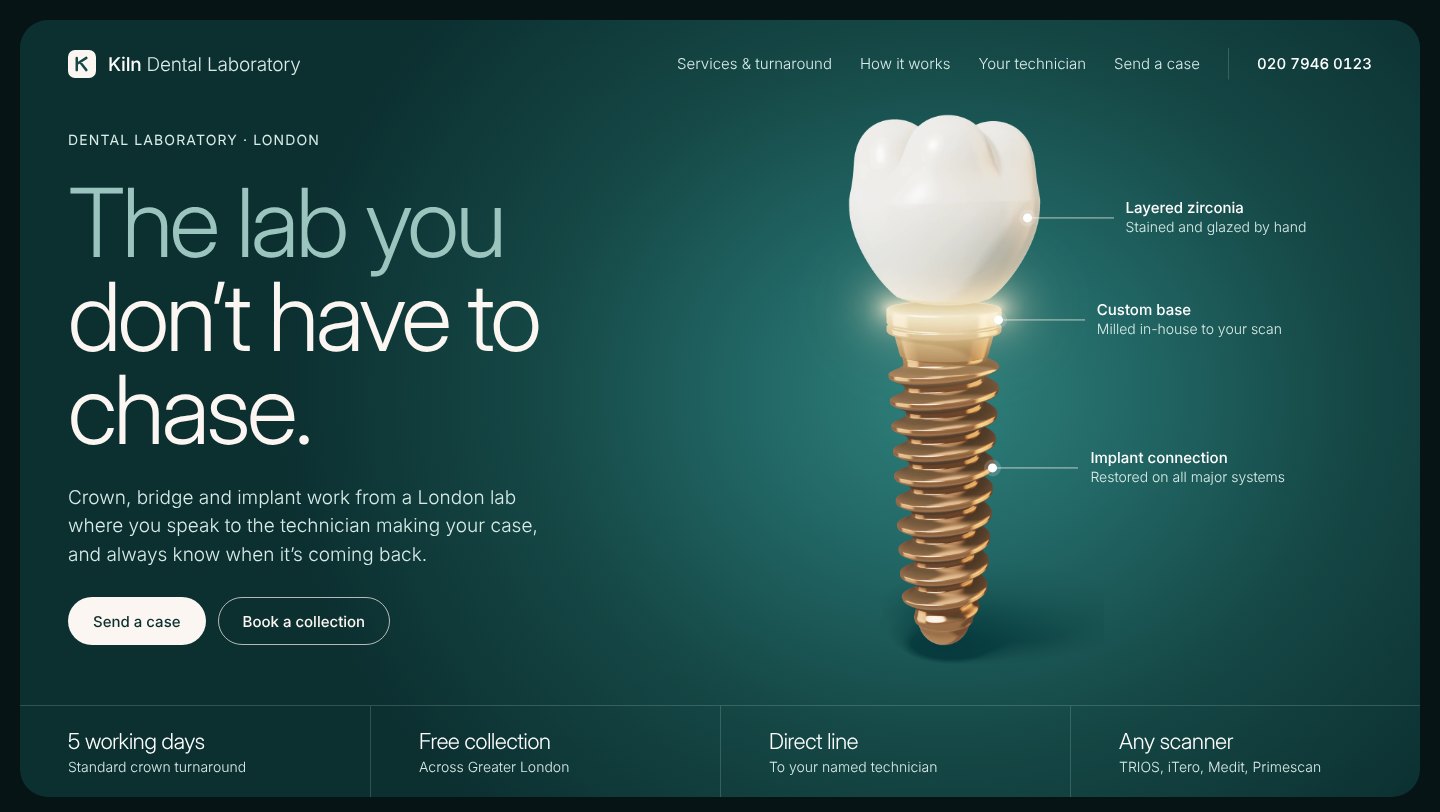 K Kiln Dental Laboratory
Services & turnaround How it works Your technician Send a case 020 7946 0123
DENTAL LABORATORY · LONDON
The lab you
don’t have to
chase.
Crown, bridge and implant work from a London lab
where you speak to the technician making your case,
and always know when it’s coming back.
Send a case Book a collection
Layered zirconia
Stained and glazed by hand
Custom base
Milled in-house to your scan
Implant connection
Restored on all major systems
5 working days
Standard crown turnaround
Free collection
Across Greater London
Direct line
To your named technician
Any scanner
TRIOS, iTero, Medit, Primescan